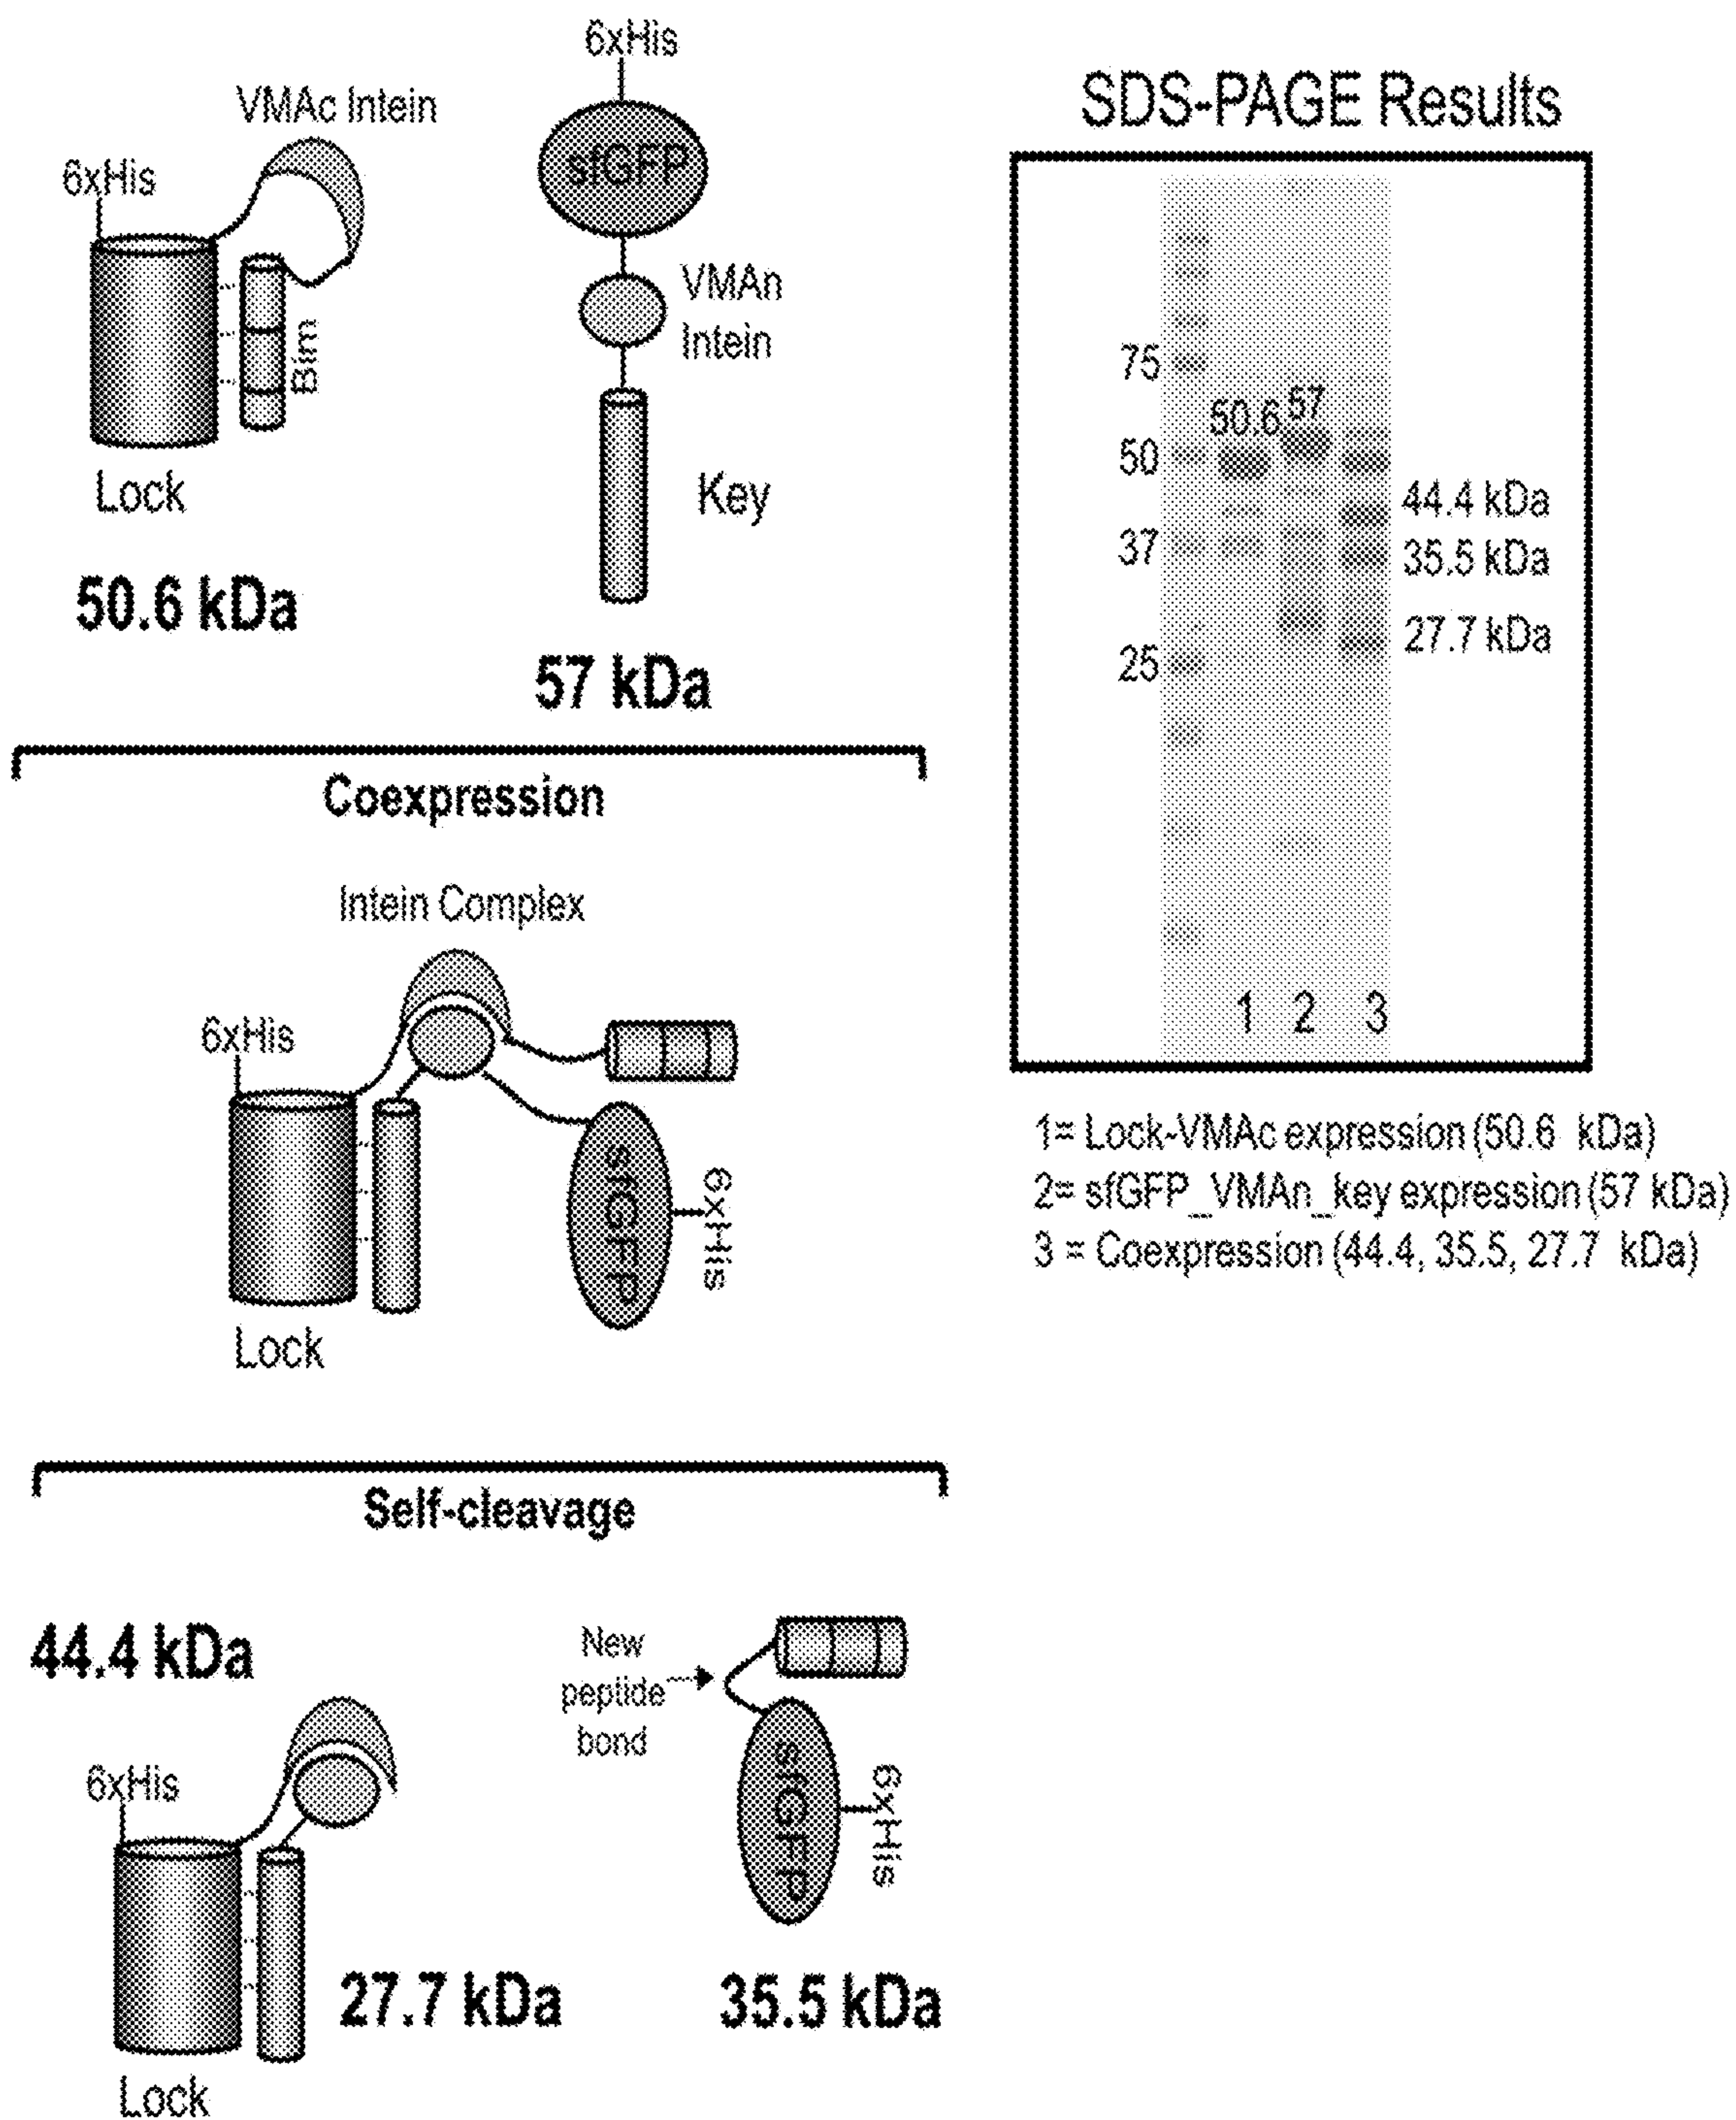 6xHis
VMAc Intein
6xHis
sfGFP
VMAn
Intein
Bim
Lock
Key
50.6 kDa
57 kDa
Coexpression
Intein Complex
6xHis
sfGFP
6xHis
Lock
Self-cleavage
44.4 kDa
New
peptide
bond
6xHis
sfGFP
6xHis
27.7 kDa
35.5 kDa
Lock
SDS-PAGE Results
75
50.6
57
50
44.4 kDa
37
35.5 kDa
27.7 kDa
25
1 2 3
1= Lock-VMAc expression (50.6 kDa)
2= sfGFP_VMAn_key expression (57 kDa)
3 = Coexpression (44.4, 35.5, 27.7 kDa)